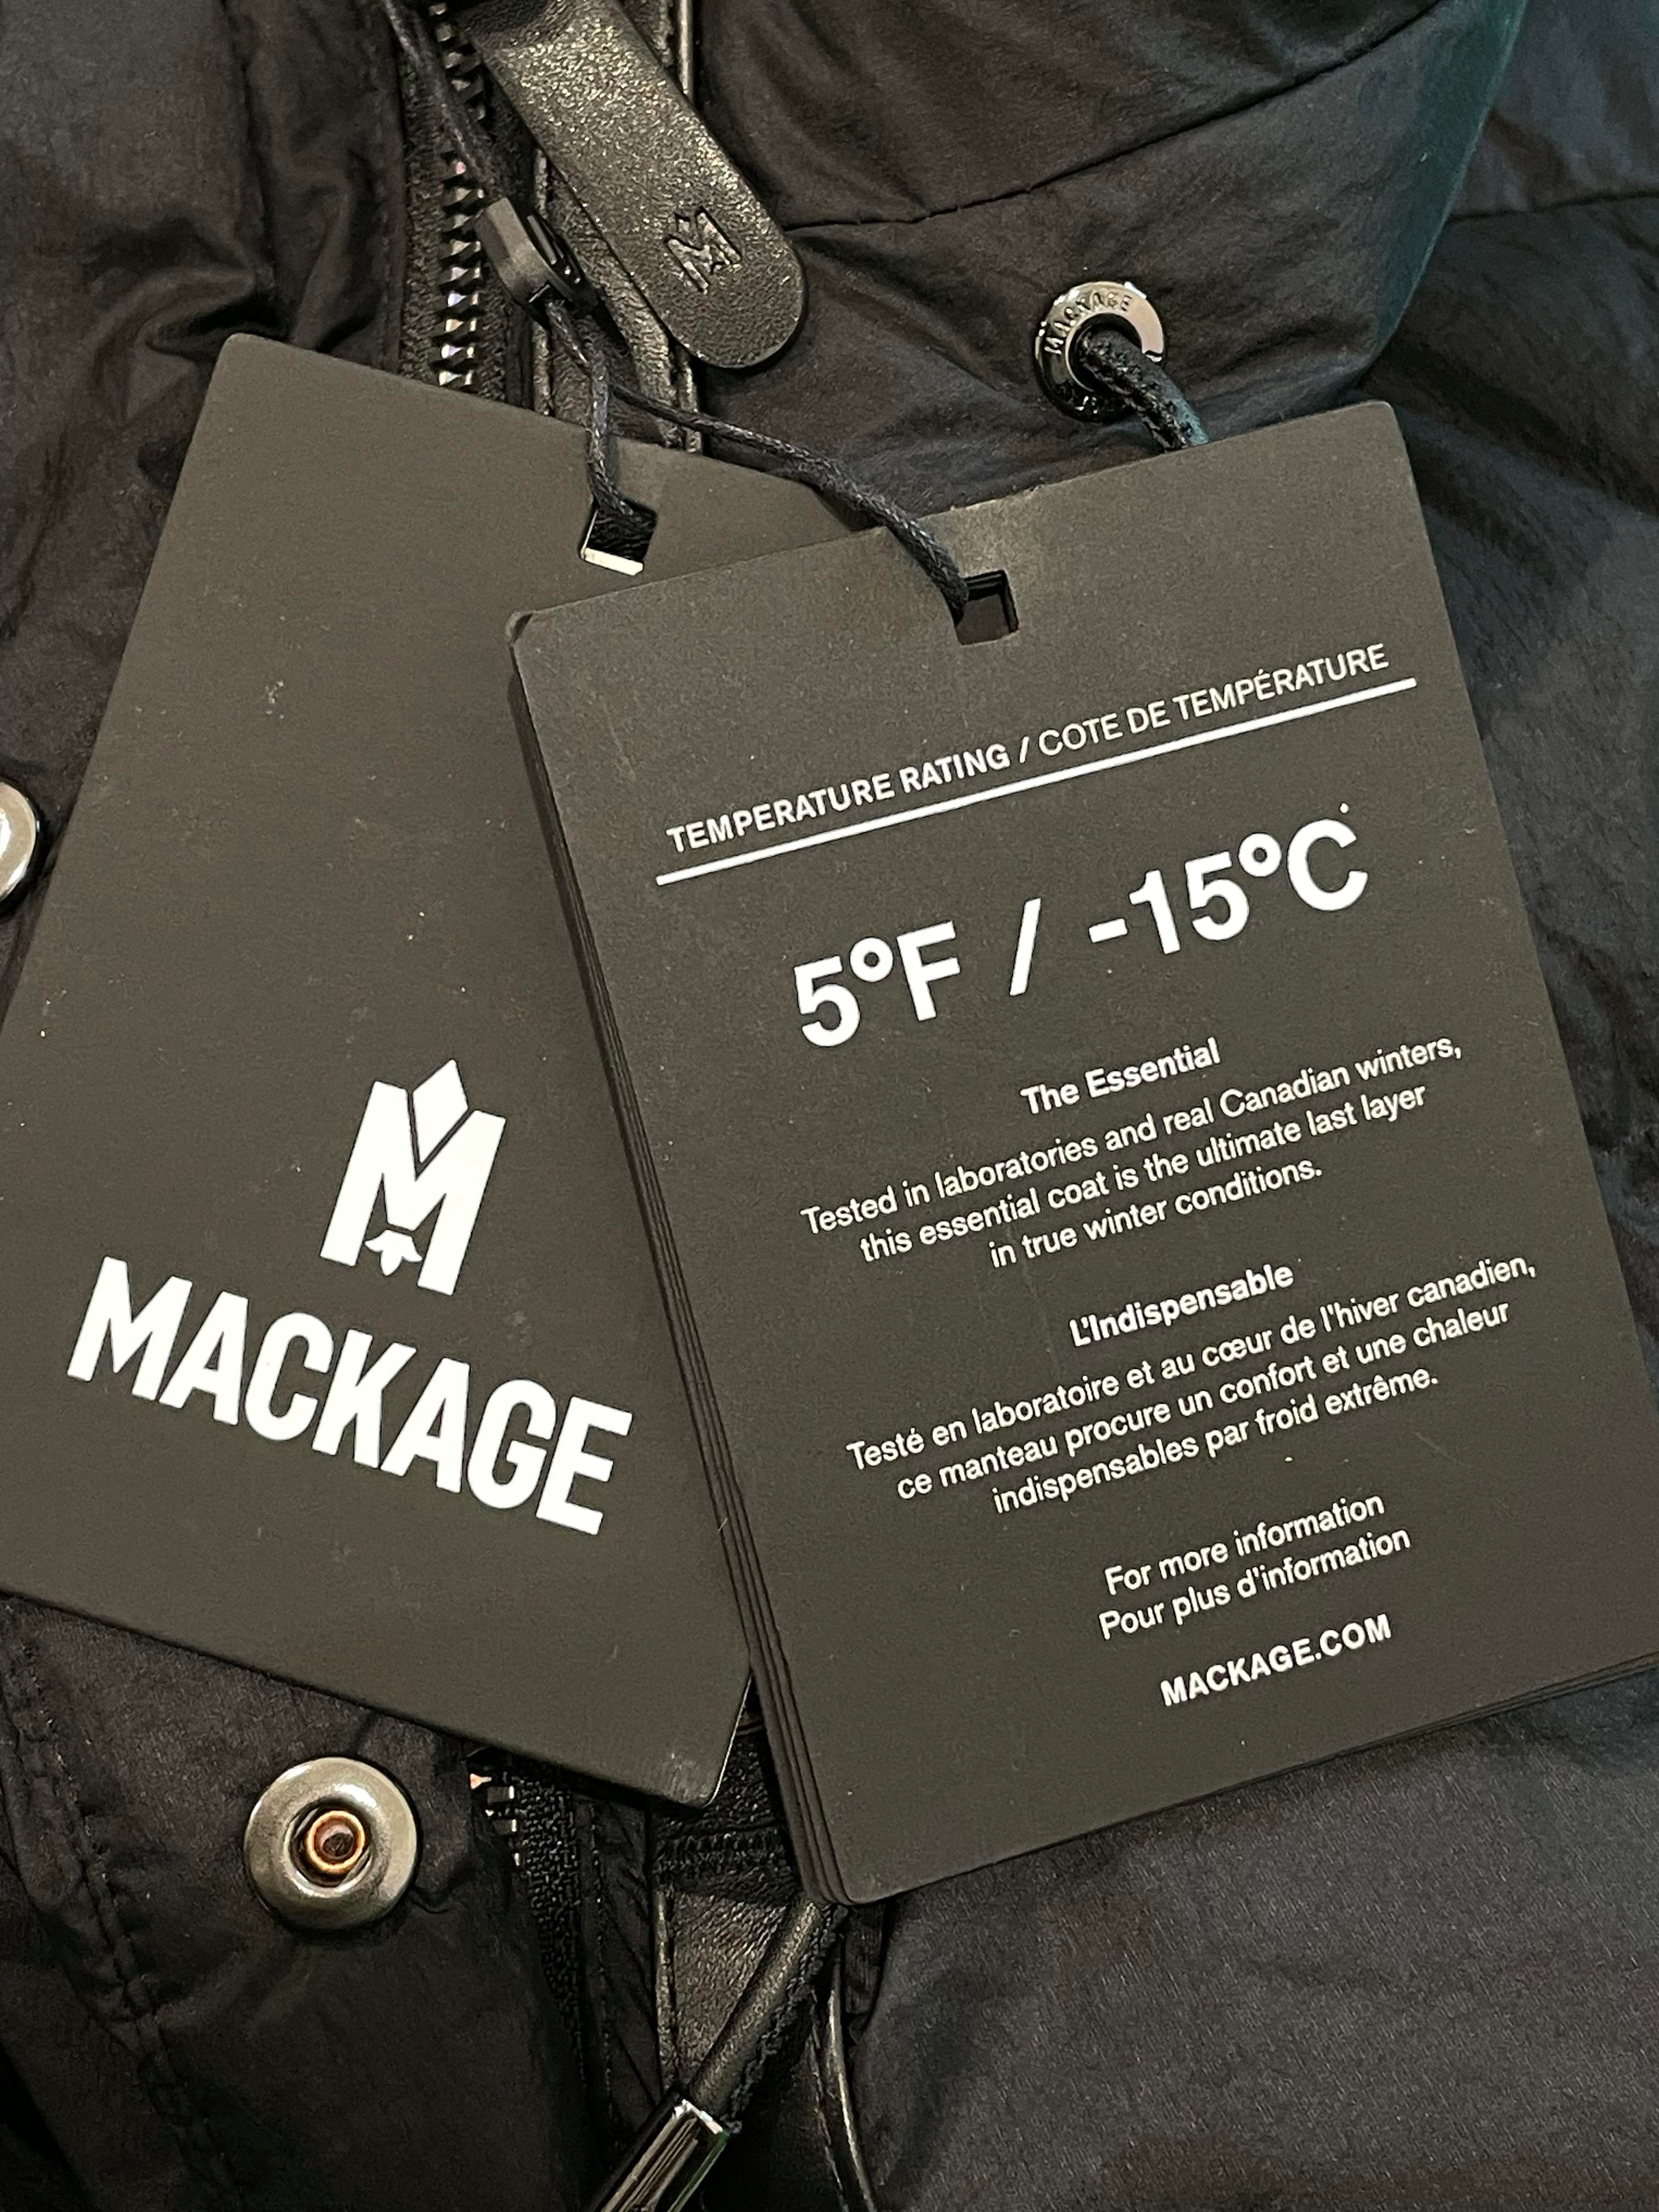 M
MACKAGE
MACKAGE
TEMPERATURE RATING / COTE DE TEMPÉRATURE
5°F / -15°C
The Essential
Tested in laboratories and real Canadian winters,
this essential coat is the ultimate last layer
in true winter conditions.
L'Indispensable
Testé en laboratoire et au cœur de l'hiver canadien,
ce manteau procure un confort et une chaleur
indispensables par froid extrême.
For more information
Pour plus d'information
MACKAGE.COM
M
MACKAGE